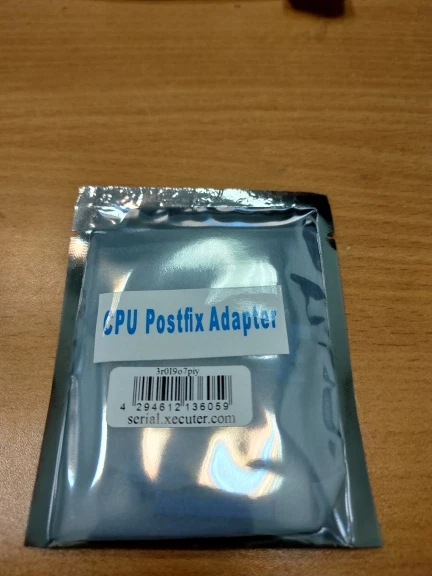 CPU Postfix Adapter
3r0I9o7pry
4 294612 136059
serial.xecuter.com